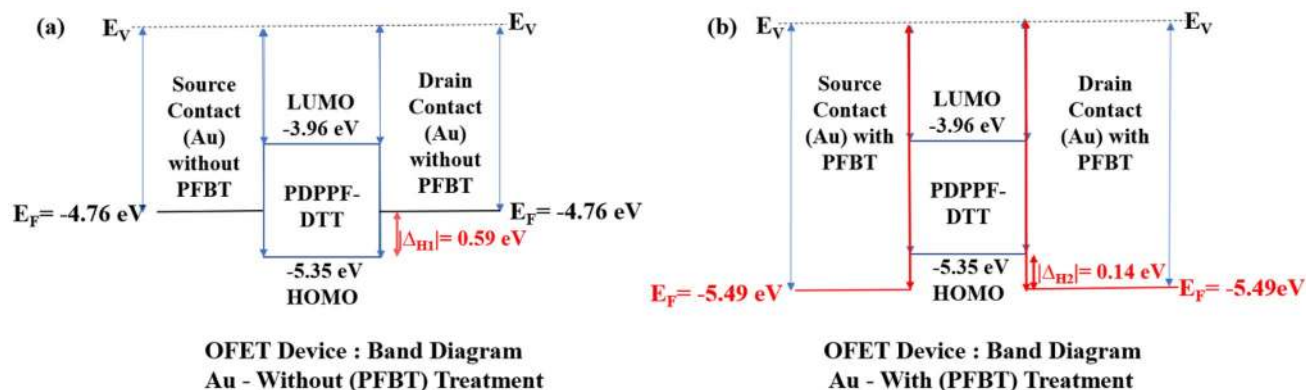 (a)
E_V
E_V
Source
Contact
(Au)
without
PFBT
LUMO
-3.96 eV
Drain
Contact
(Au)
without
PFBT
PDPPF-
DTT
E_F= -4.76 eV
E_F= -4.76 eV
|Δ_H1|= 0.59 eV
-5.35 eV
HOMO
OFET Device : Band Diagram
Au - Without (PFBT) Treatment
(b)
E_V
E_V
Source
Contact
(Au) with
PFBT
LUMO
-3.96 eV
Drain
Contact
(Au) with
PFBT
PDPPF-
DTT
-5.35 eV
HOMO
|Δ_H2|= 0.14 eV
E_F= -5.49 eV
E_F= -5.49eV
OFET Device : Band Diagram
Au - With (PFBT) Treatment